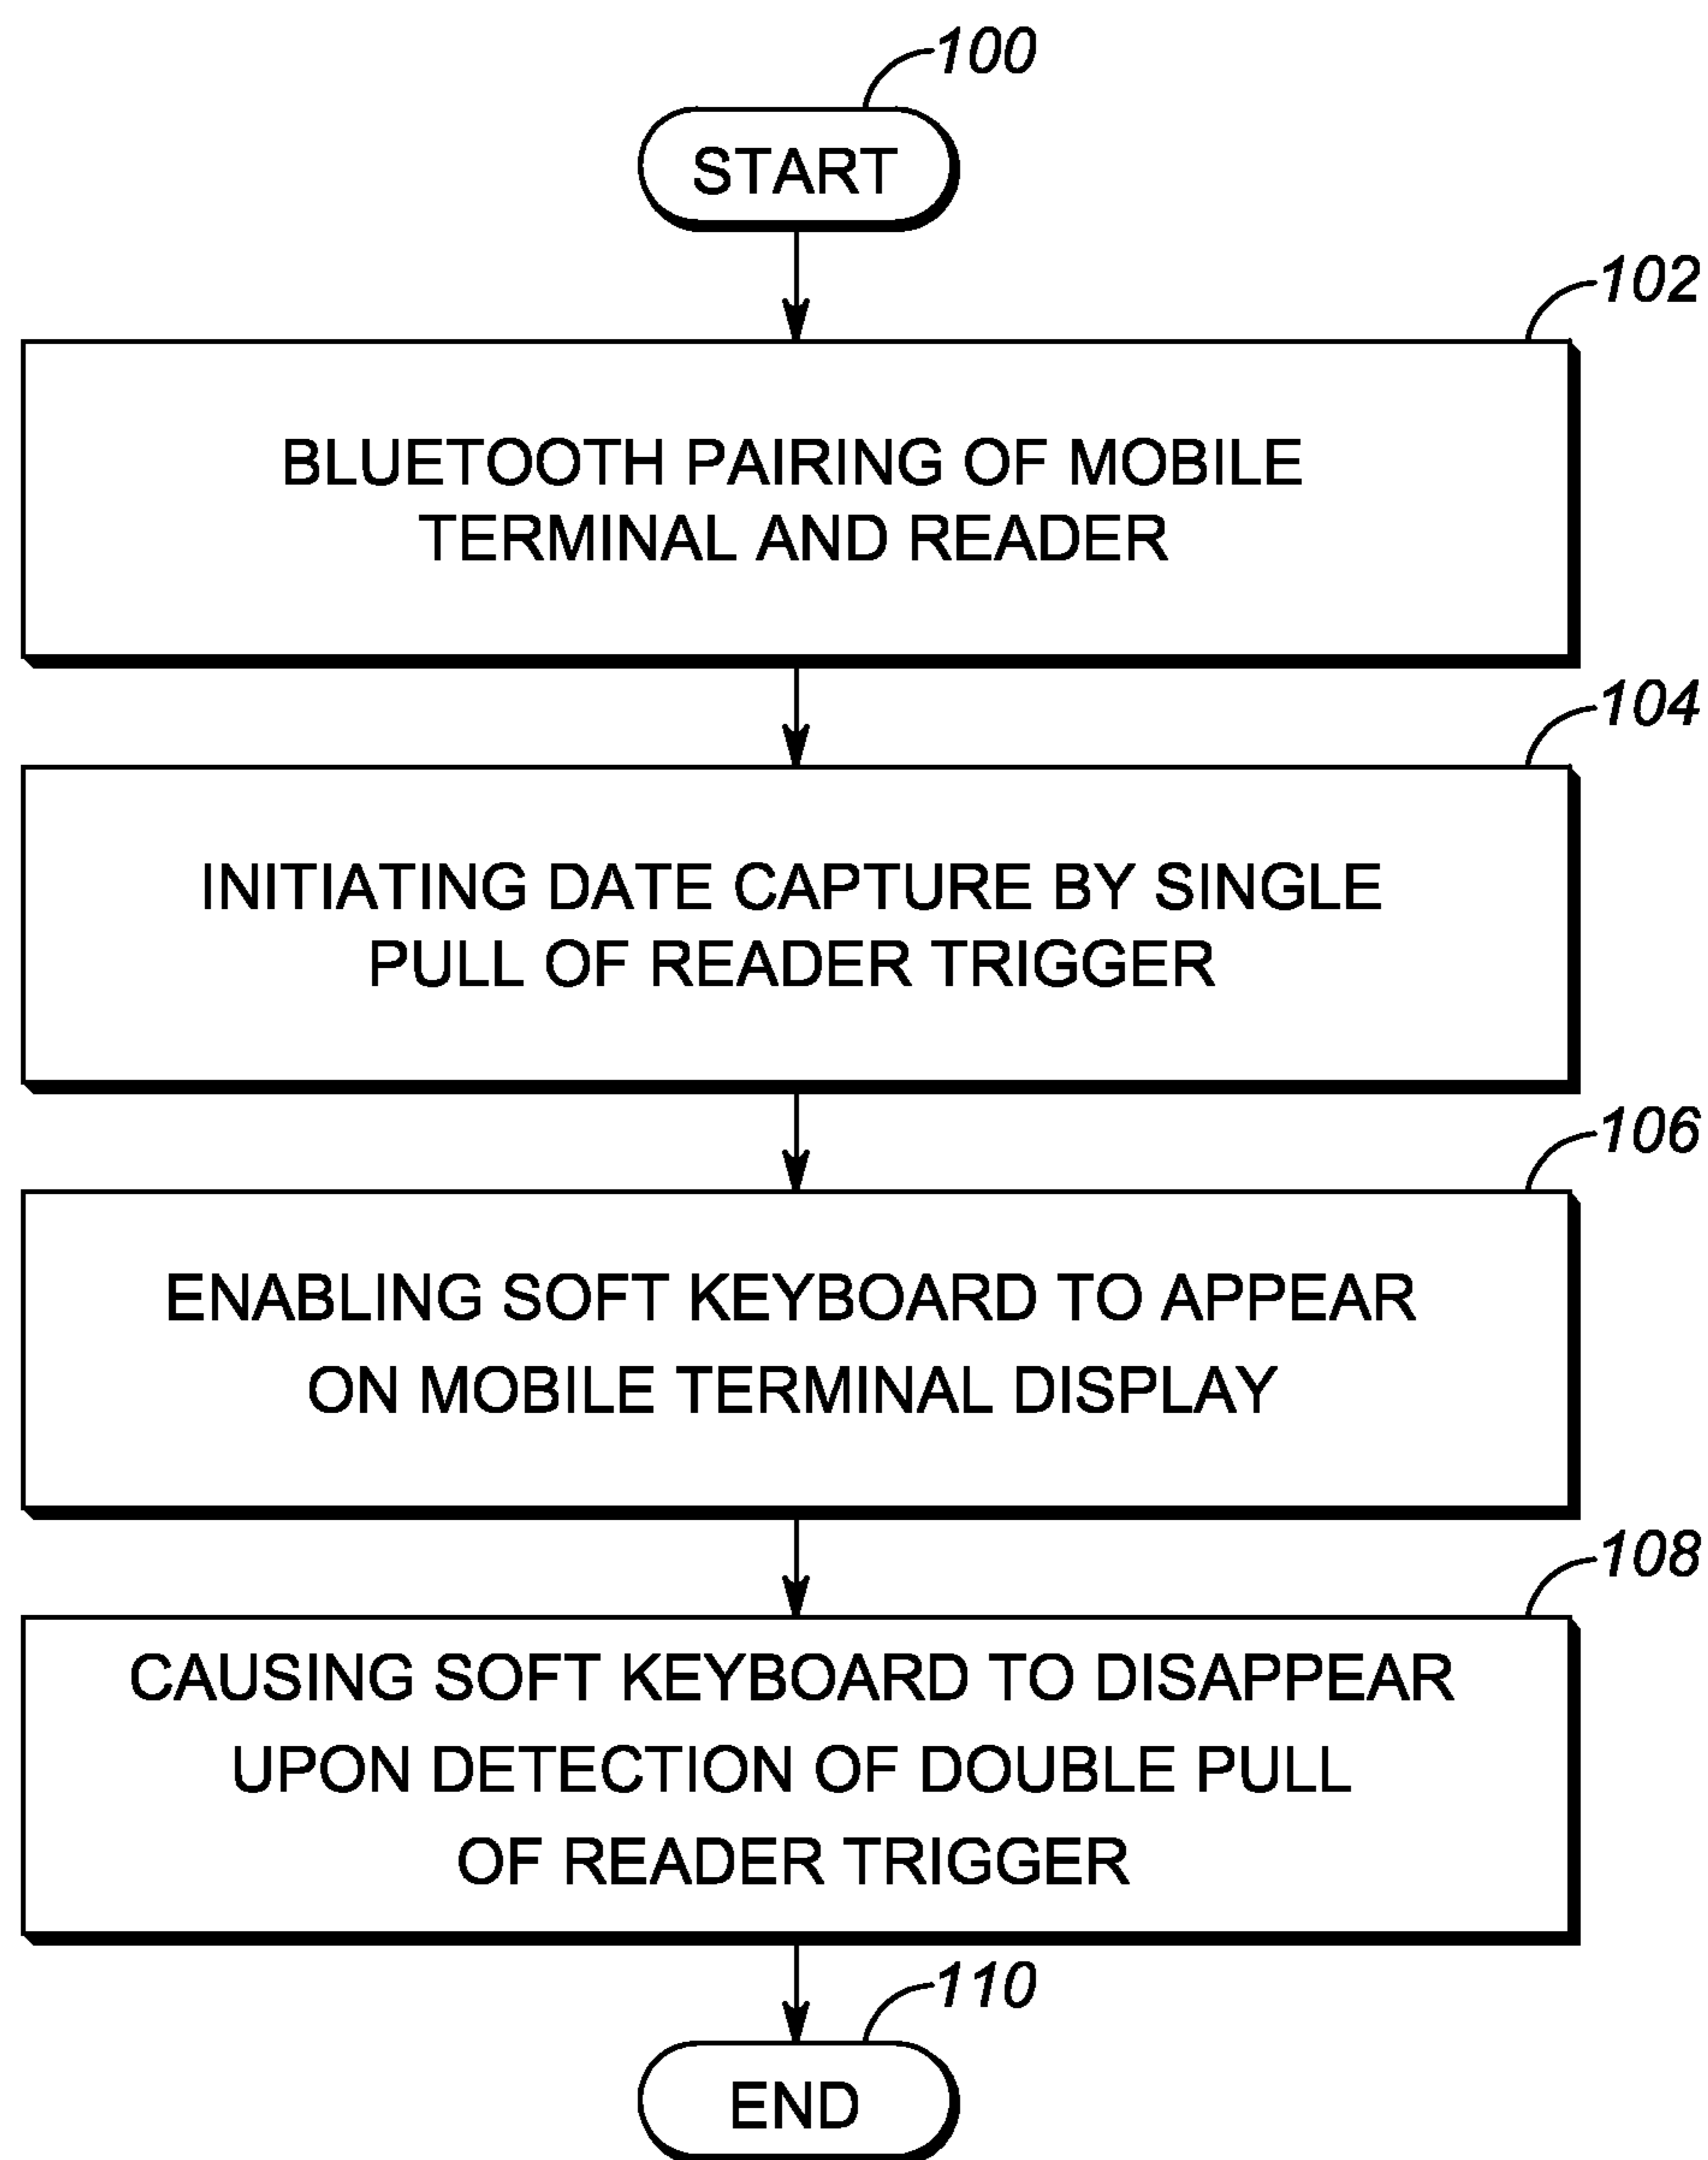 100
START
102
BLUETOOTH PAIRING OF MOBILE
TERMINAL AND READER
104
INITIATING DATE CAPTURE BY SINGLE
PULL OF READER TRIGGER
106
ENABLING SOFT KEYBOARD TO APPEAR
ON MOBILE TERMINAL DISPLAY
108
CAUSING SOFT KEYBOARD TO DISAPPEAR
UPON DETECTION OF DOUBLE PULL
OF READER TRIGGER
110
END